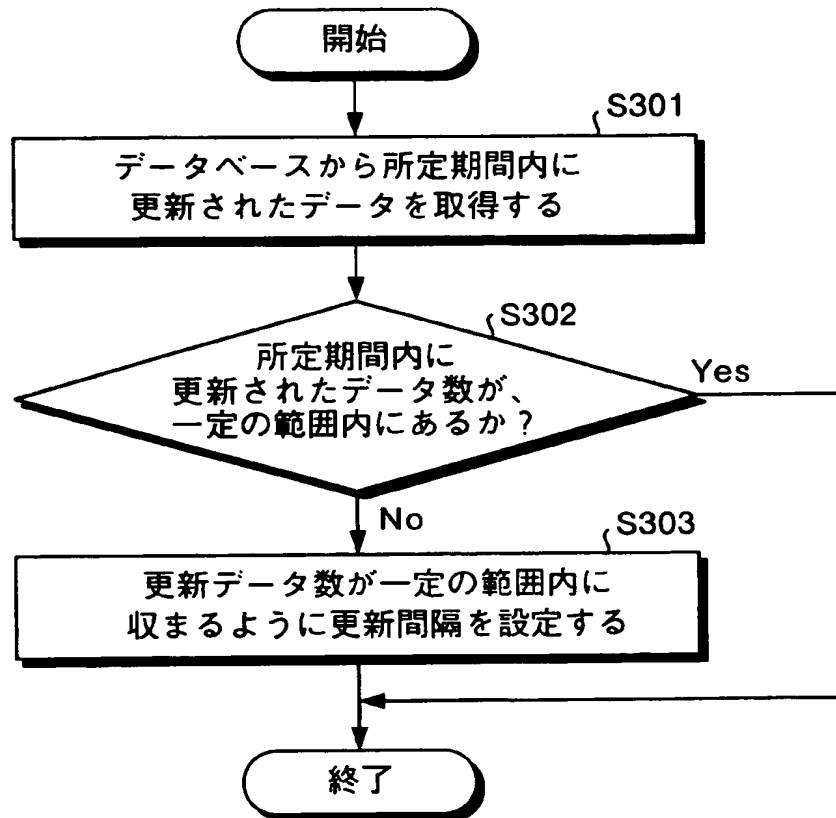 開始
S301
データベースから所定期間内に
更新されたデータを取得する
S302
所定期間内に
更新されたデータ数が、
一定の範囲内にあるか？
Yes
No
S303
更新データ数が一定の範囲内に
収まるように更新間隔を設定する
終了